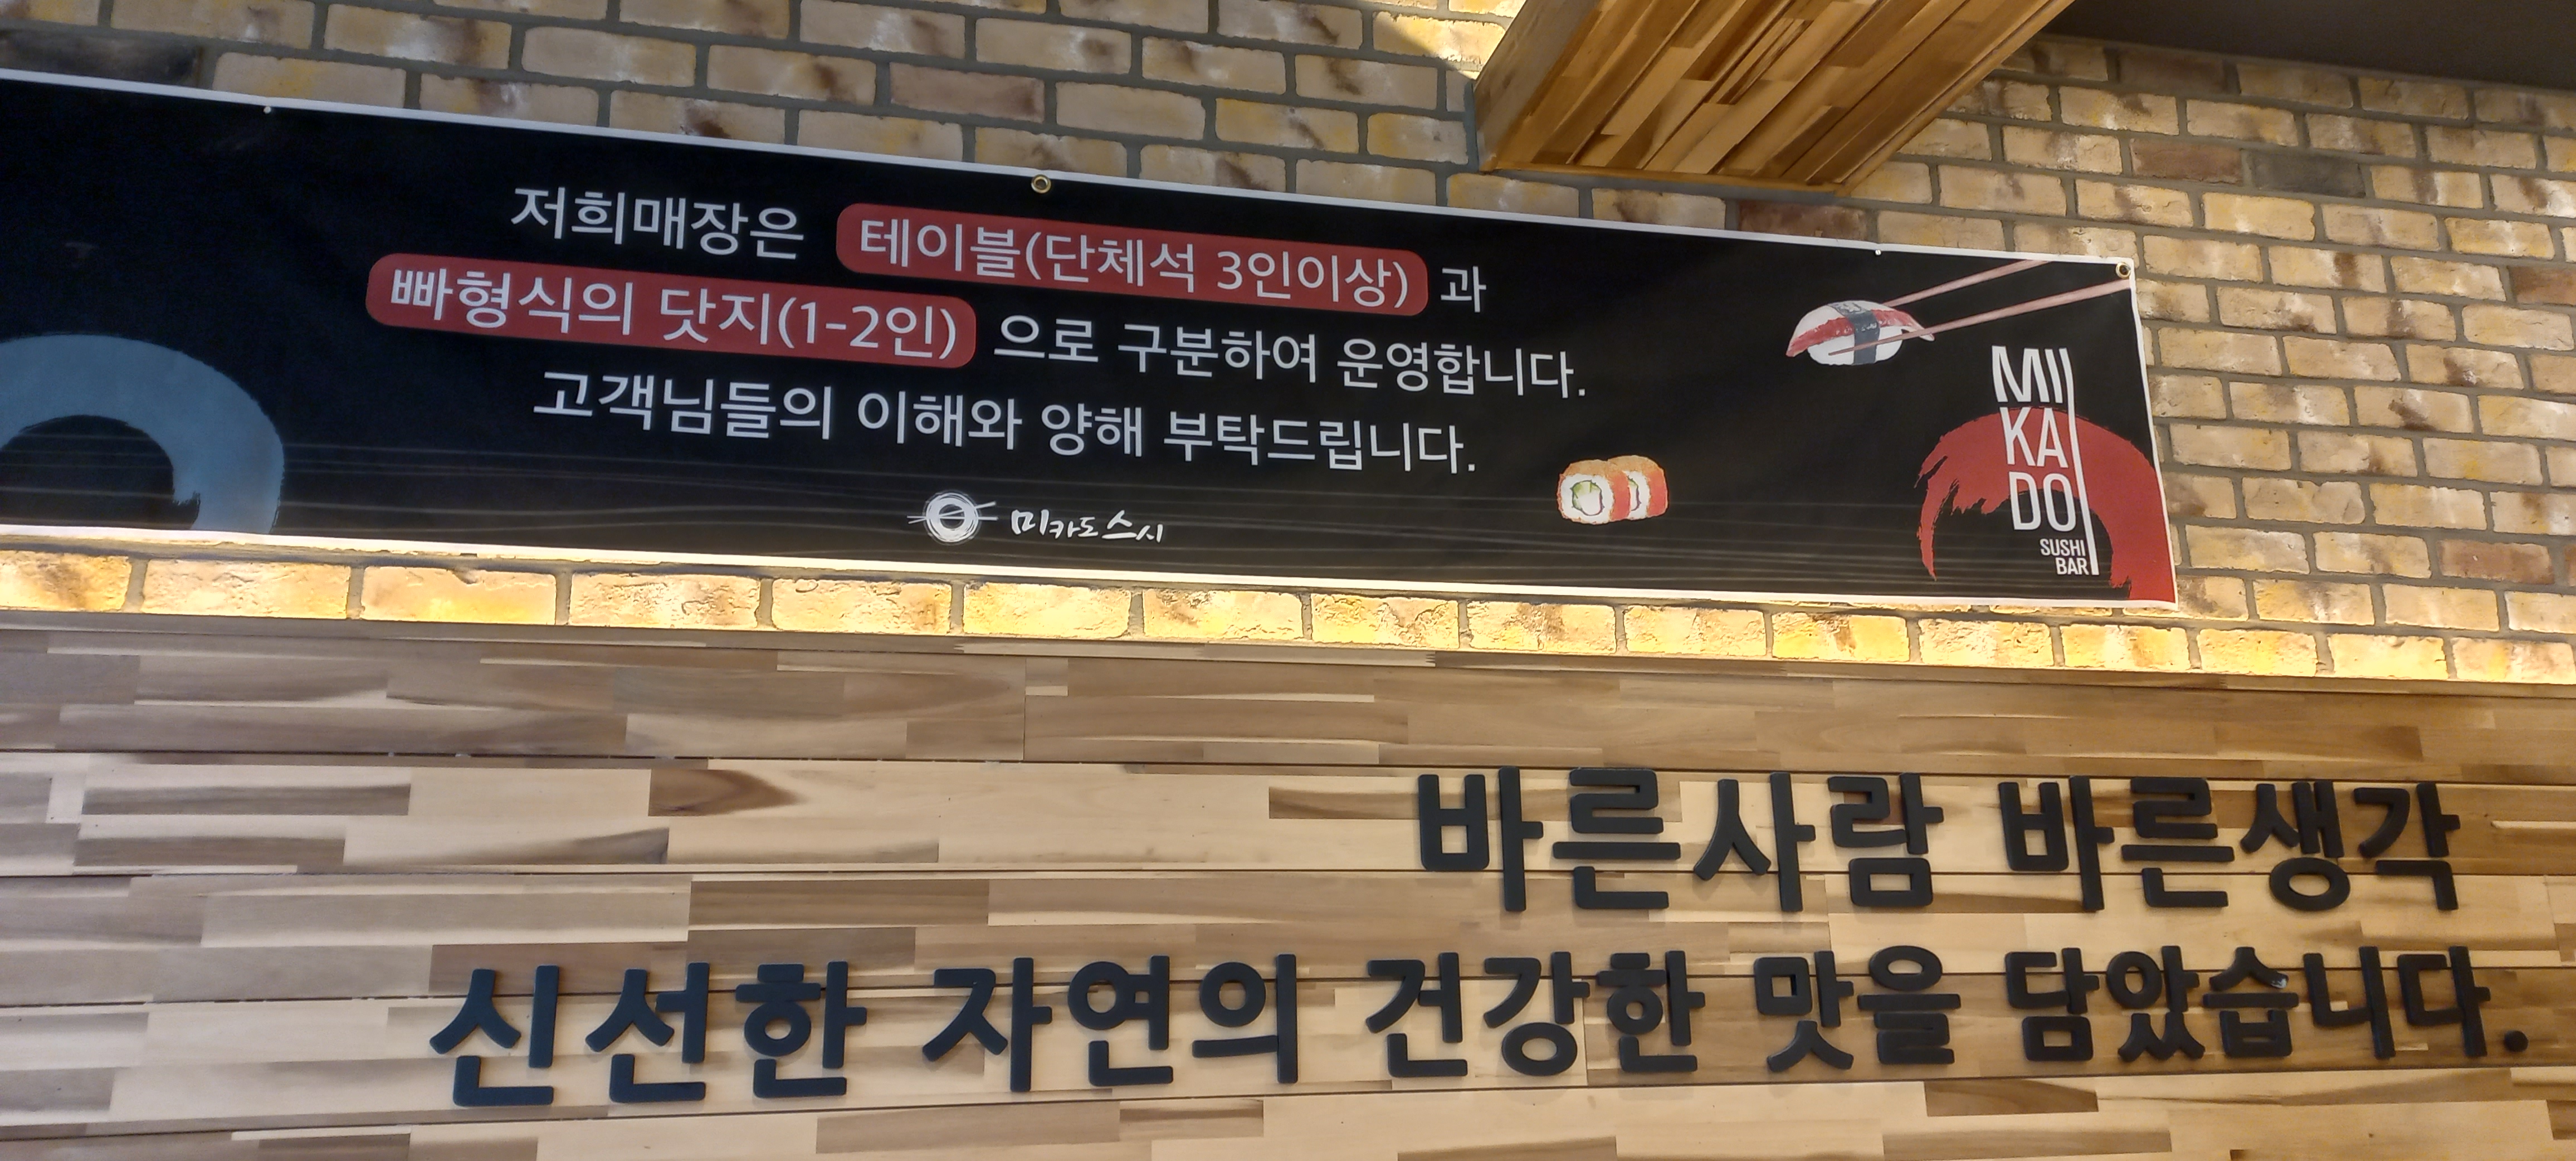 저희매장은 테이블(단체석 3인이상) 과
빠형식의 닷지(1-2인) 으로 구분하여 운영합니다.
고객님들의 이해와 양해 부탁드립니다.
미카도스시
MI
KA
DO
SUSHI
BAR
바른사람 바른생각
신선한 자연의 건강한 맛을 담았습니다.